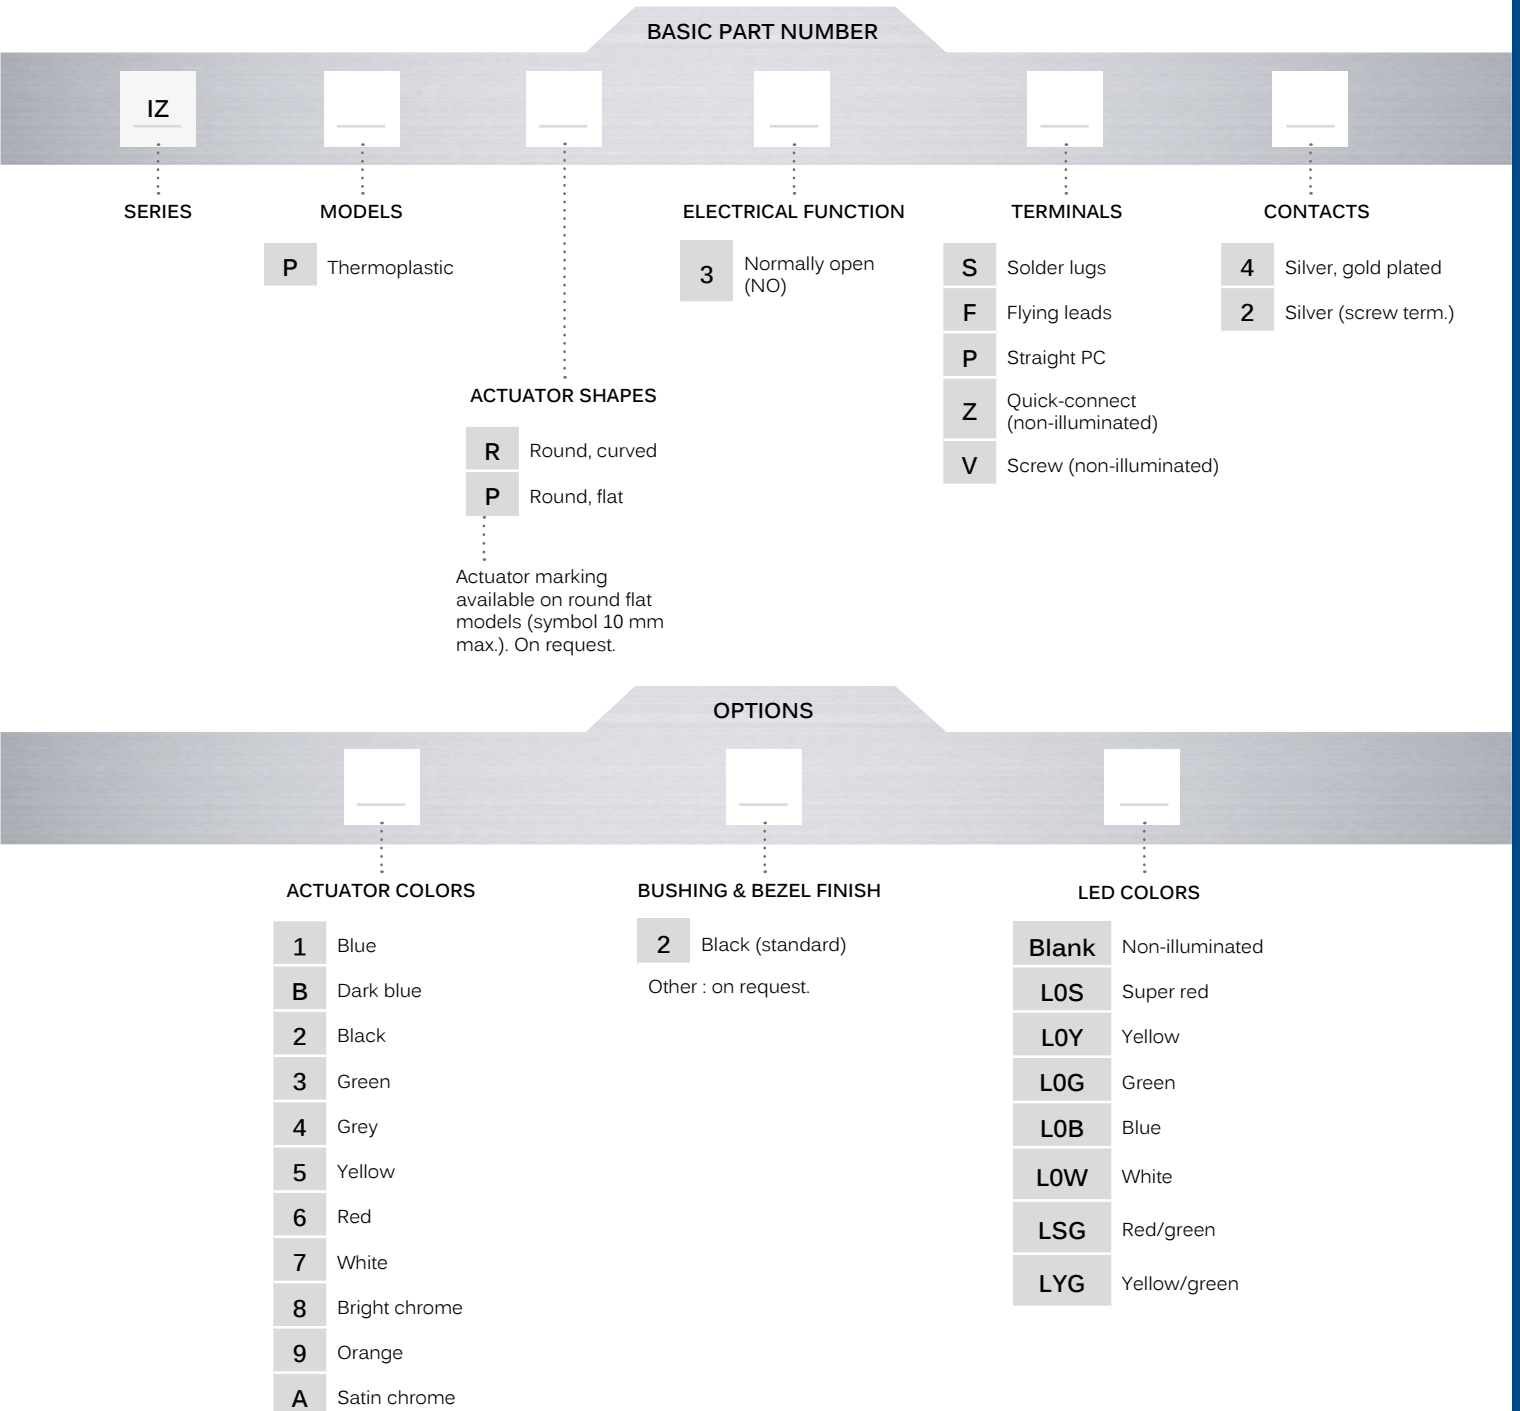 BASIC PART NUMBER
IZ
SERIES
MODELS
P Thermoplastic
ACTUATOR SHAPES
R Round, curved
P Round, flat
Actuator marking
available on round flat
models (symbol 10 mm
max.). On request.
ELECTRICAL FUNCTION
3 Normally open
(NO)
TERMINALS
S Solder lugs
F Flying leads
P Straight PC
Z Quick-connect
(non-illuminated)
V Screw (non-illuminated)
CONTACTS
4 Silver, gold plated
2 Silver (screw term.)
OPTIONS
ACTUATOR COLORS
1 Blue
B Dark blue
2 Black
3 Green
4 Grey
5 Yellow
6 Red
7 White
8 Bright chrome
9 Orange
A Satin chrome
BUSHING & BEZEL FINISH
2 Black (standard)
Other : on request.
LED COLORS
Blank Non-illuminated
L0S Super red
L0Y Yellow
L0G Green
L0B Blue
L0W White
LSG Red/green
LYG Yellow/green